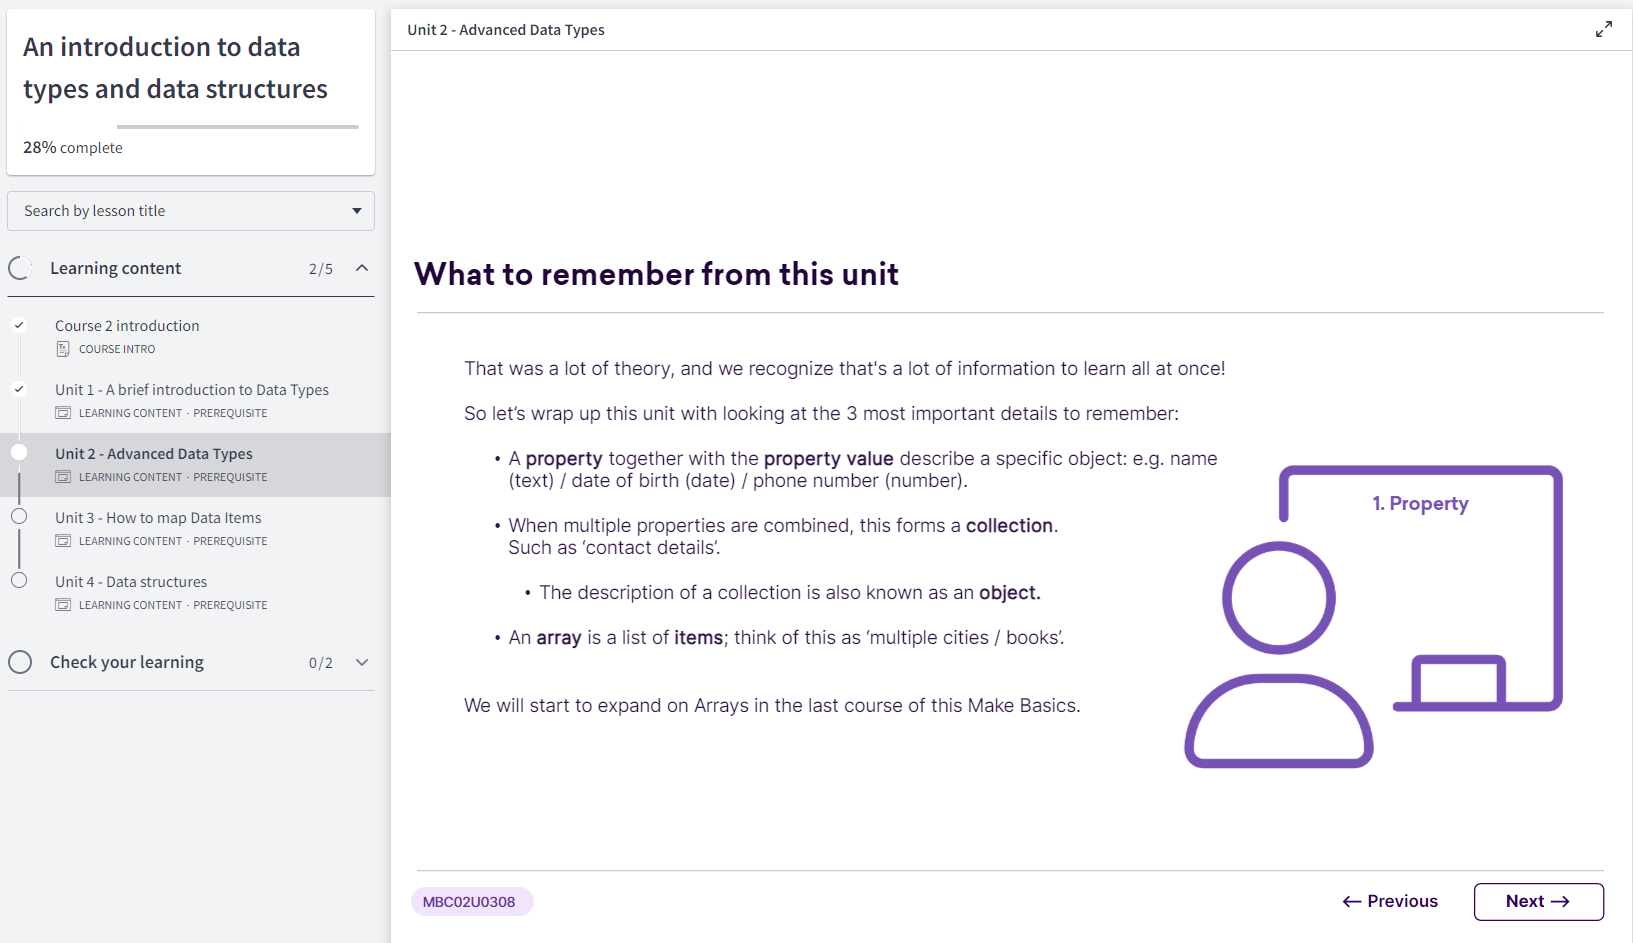 An introduction to data
types and data structures
28% complete
Search by lesson title
Learning content 2/5
Course 2 introduction
COURSE INTRO
Unit 1 - A brief introduction to Data Types
LEARNING CONTENT · PREREQUISITE
Unit 2 - Advanced Data Types
LEARNING CONTENT · PREREQUISITE
Unit 3 - How to map Data Items
LEARNING CONTENT · PREREQUISITE
Unit 4 - Data structures
LEARNING CONTENT · PREREQUISITE
Check your learning 0/2
Unit 2 - Advanced Data Types
What to remember from this unit
That was a lot of theory, and we recognize that's a lot of information to learn all at once!
So let’s wrap up this unit with looking at the 3 most important details to remember:
• A property together with the property value describe a specific object: e.g. name
(text) / date of birth (date) / phone number (number).
• When multiple properties are combined, this forms a collection.
Such as ‘contact details’.
• The description of a collection is also known as an object.
• An array is a list of items; think of this as ‘multiple cities / books’.
We will start to expand on Arrays in the last course of this Make Basics.
1. Property
MBC02U0308
← Previous
Next →